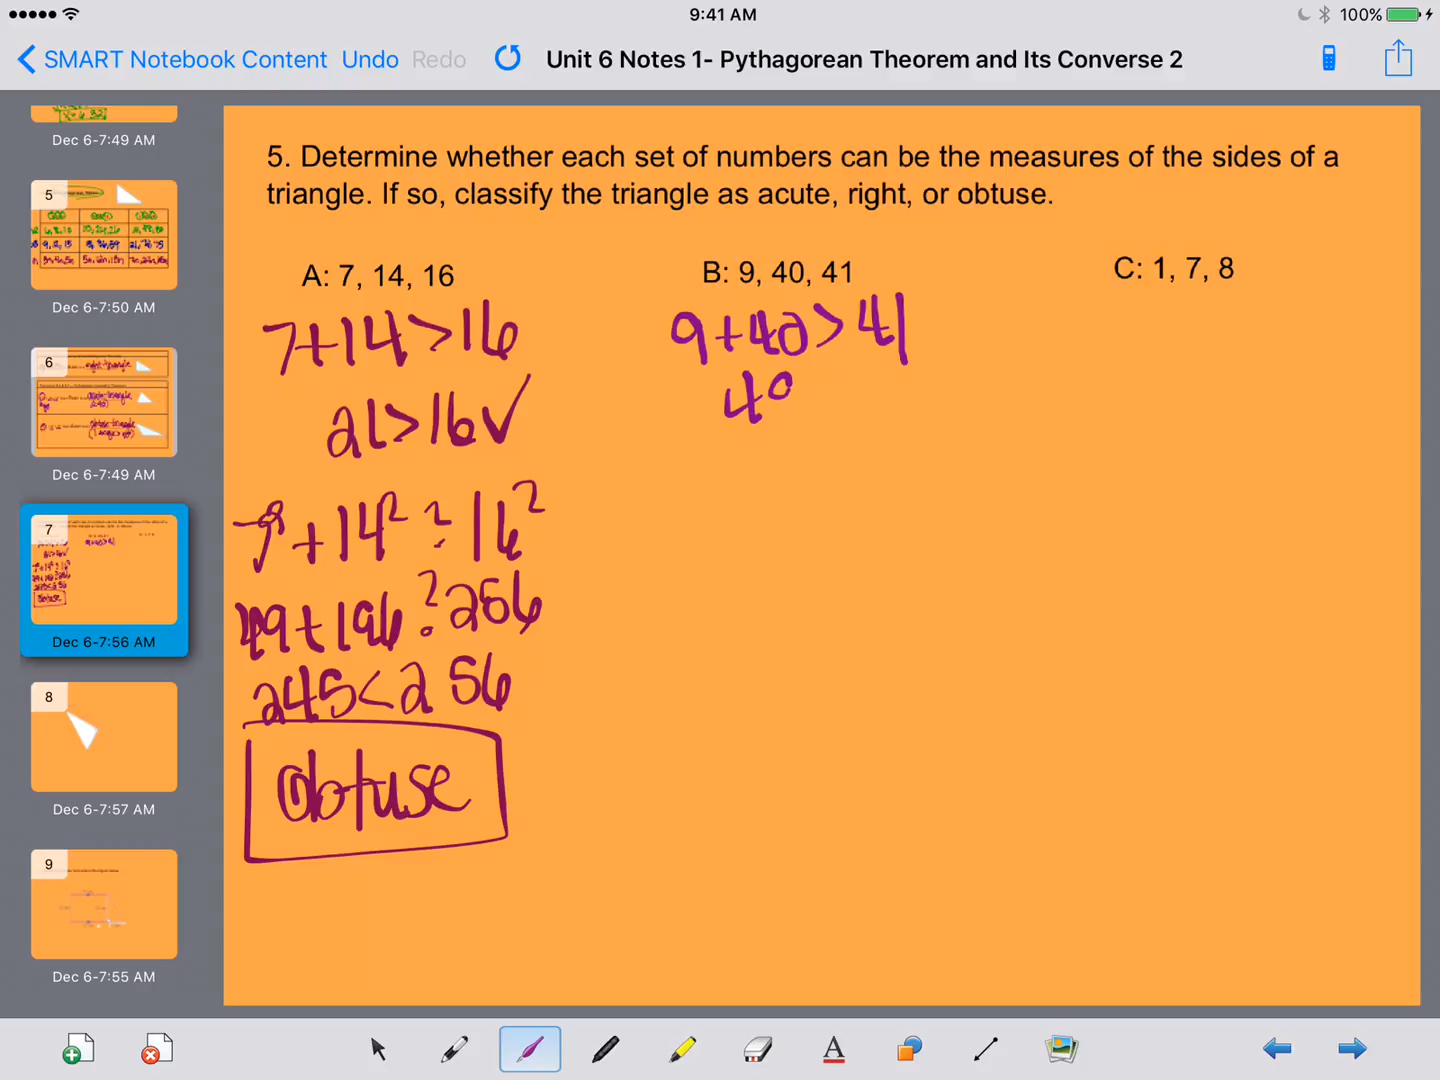 9:41 AM
100%
SMART Notebook Content
Undo
Redo
Unit 6 Notes 1- Pythagorean Theorem and Its Converse 2
Dec 6-7:49 AM
5
Dec 6-7:50 AM
6
Dec 6-7:49 AM
7
Dec 6-7:56 AM
8
Dec 6-7:57 AM
9
Dec 6-7:55 AM
5. Determine whether each set of numbers can be the measures of the sides of a
triangle. If so, classify the triangle as acute, right, or obtuse.
A: 7, 14, 16
7+14>16
21>16✓
7²+14² ? 16²
49+196 ? 256
245<256
Obtuse
B: 9, 40, 41
9+40>41
49
C: 1, 7, 8
A